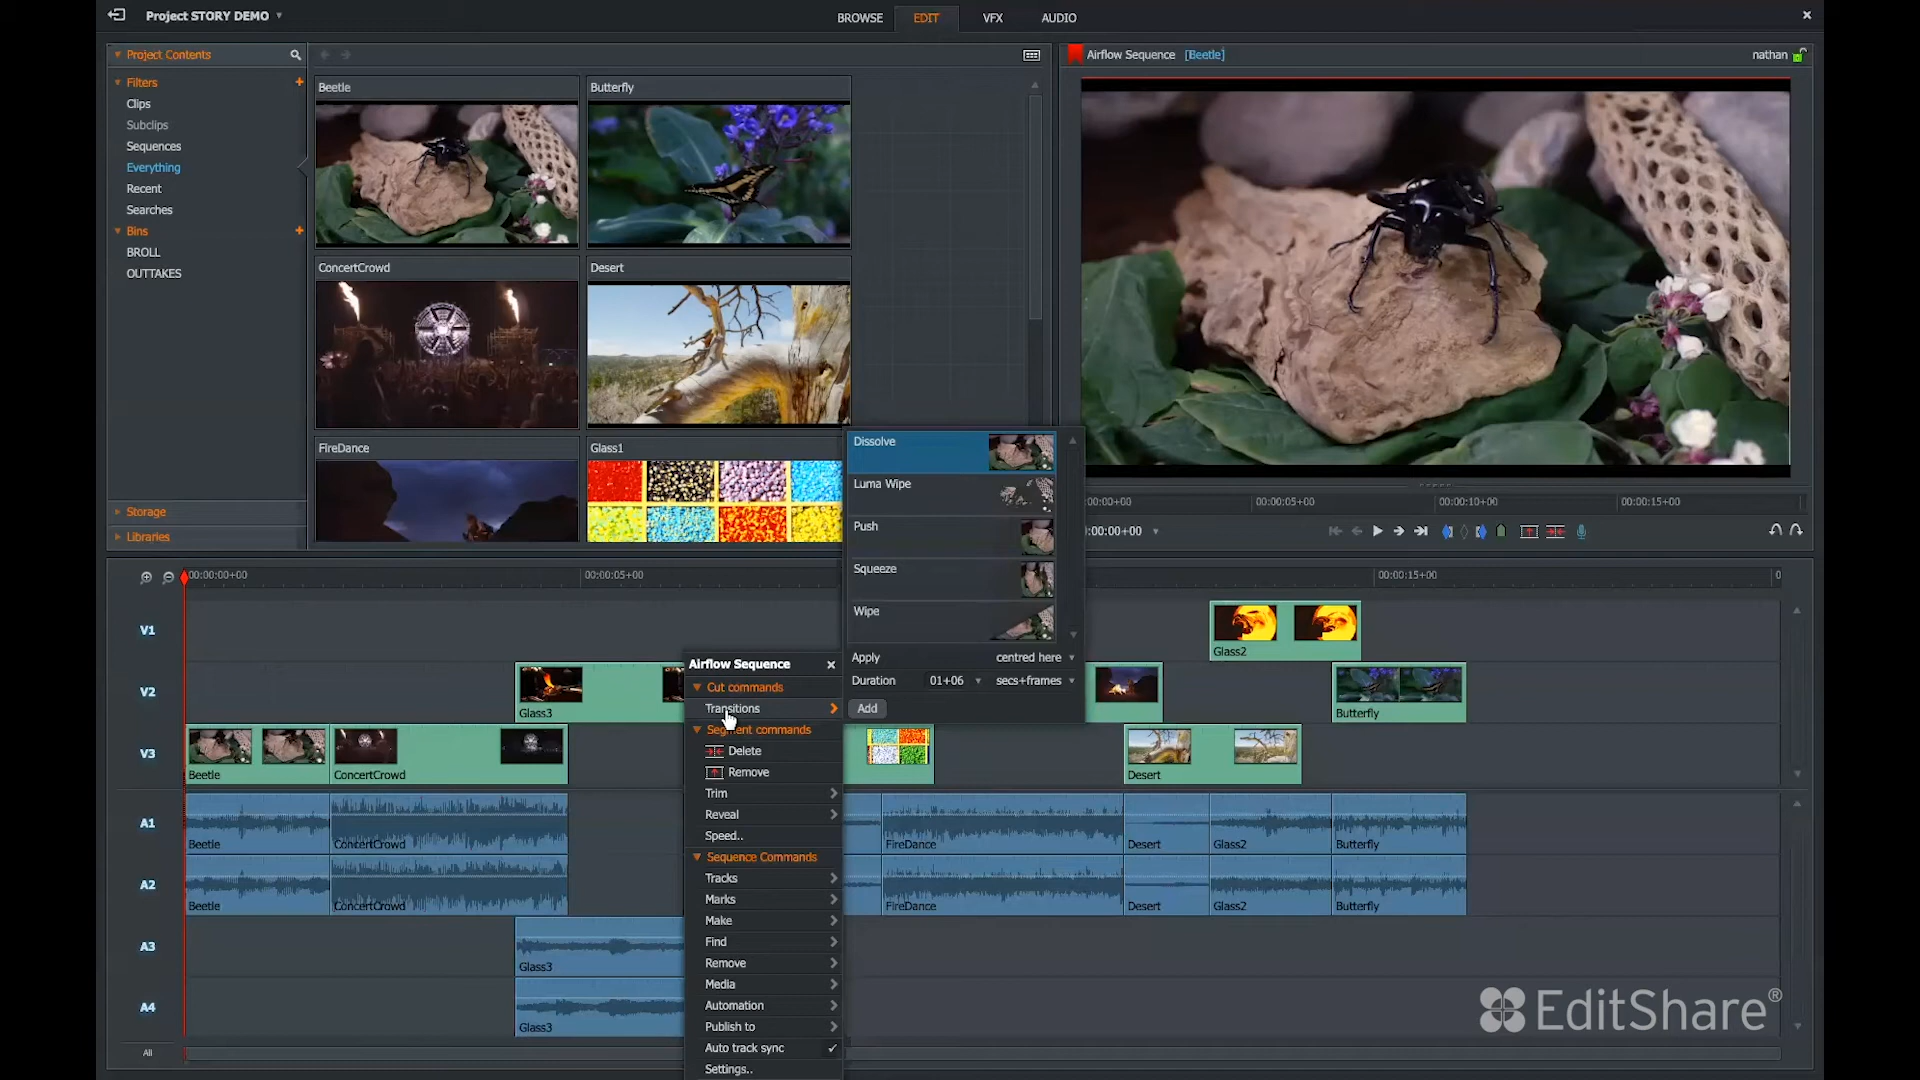 Project STORY DEMO
BROWSE
EDIT
VFX
AUDIO
Project Contents
Filters
Clips
Subclips
Sequences
Everything
Recent
Searches
Bins
BROLL
OUTTAKES
Storage
Libraries
Beetle
Butterfly
ConcertCrowd
Desert
FireDance
Glass1
Airflow Sequence [Beetle]
nathan
:00:00+00
00:00:05+00
00:00:10+00
00:00:15+00
0:00:00+00
Dissolve
Luma Wipe
Push
Squeeze
Wipe
Apply centred here
Duration 01+06 secs+frames
Add
00:00:00+00
00:00:05+00
00:00:15+00
0
V1
Glass2
V2
Glass3
Butterfly
V3
Beetle
ConcertCrowd
Desert
A1
Beetle
ConcertCrowd
FireDance
Desert
Glass2
Butterfly
A2
Beetle
ConcertCrowd
FireDance
Desert
Glass2
Butterfly
A3
Glass3
A4
Glass3
All
Airflow Sequence
Cut commands
Transitions
Segment commands
Delete
Remove
Trim
Reveal
Speed..
Sequence Commands
Tracks
Marks
Make
Find
Remove
Media
Automation
Publish to
Auto track sync
Settings..
EditShare®